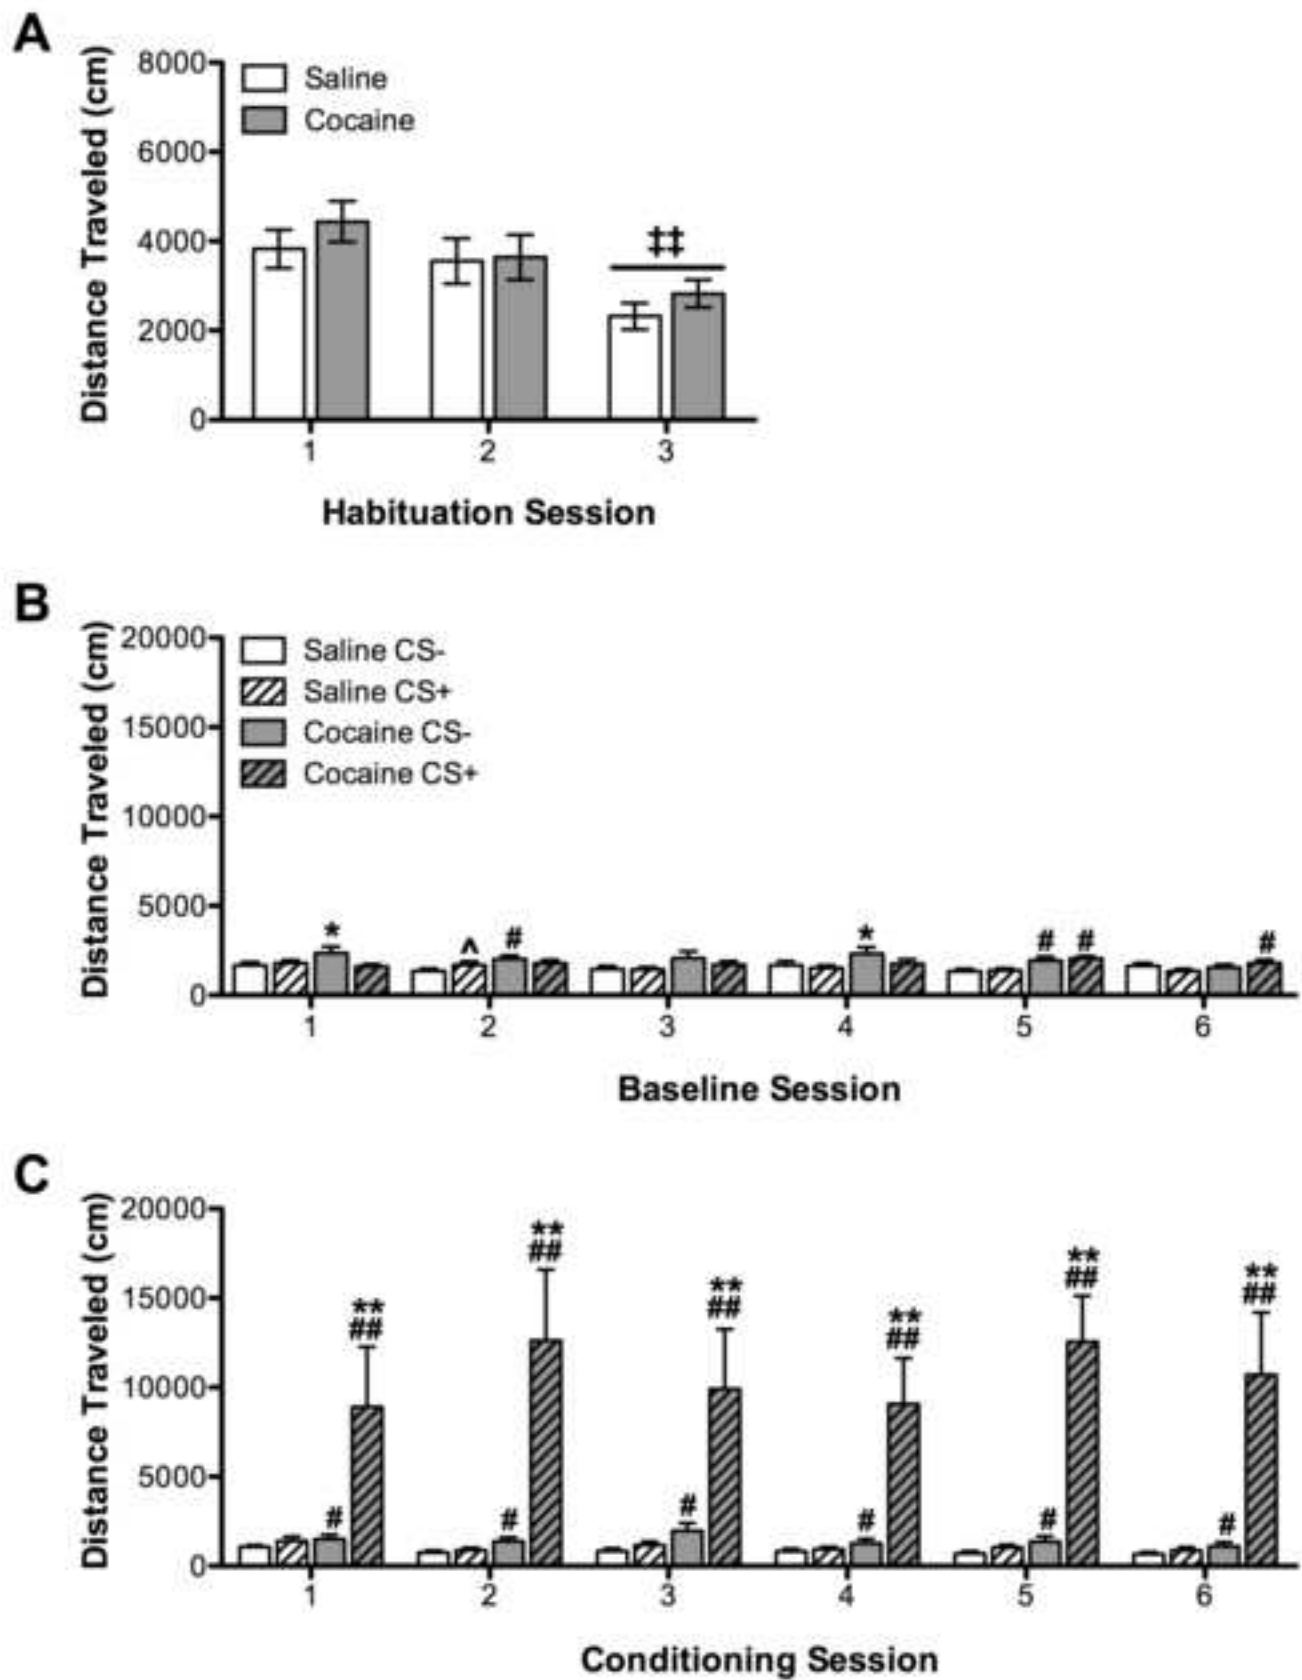 A
Distance Traveled (cm)
8000
6000
4000
2000
0
Saline
Cocaine
‡‡
1 2 3
Habituation Session
B
Distance Traveled (cm)
20000
15000
10000
5000
0
Saline CS-
Saline CS+
Cocaine CS-
Cocaine CS+
* ^ # * # # #
1 2 3 4 5 6
Baseline Session
C
Distance Traveled (cm)
20000
15000
10000
5000
0
** ** ** ** ** **
## ## ## ## ## ##
# # # # # #
1 2 3 4 5 6
Conditioning Session